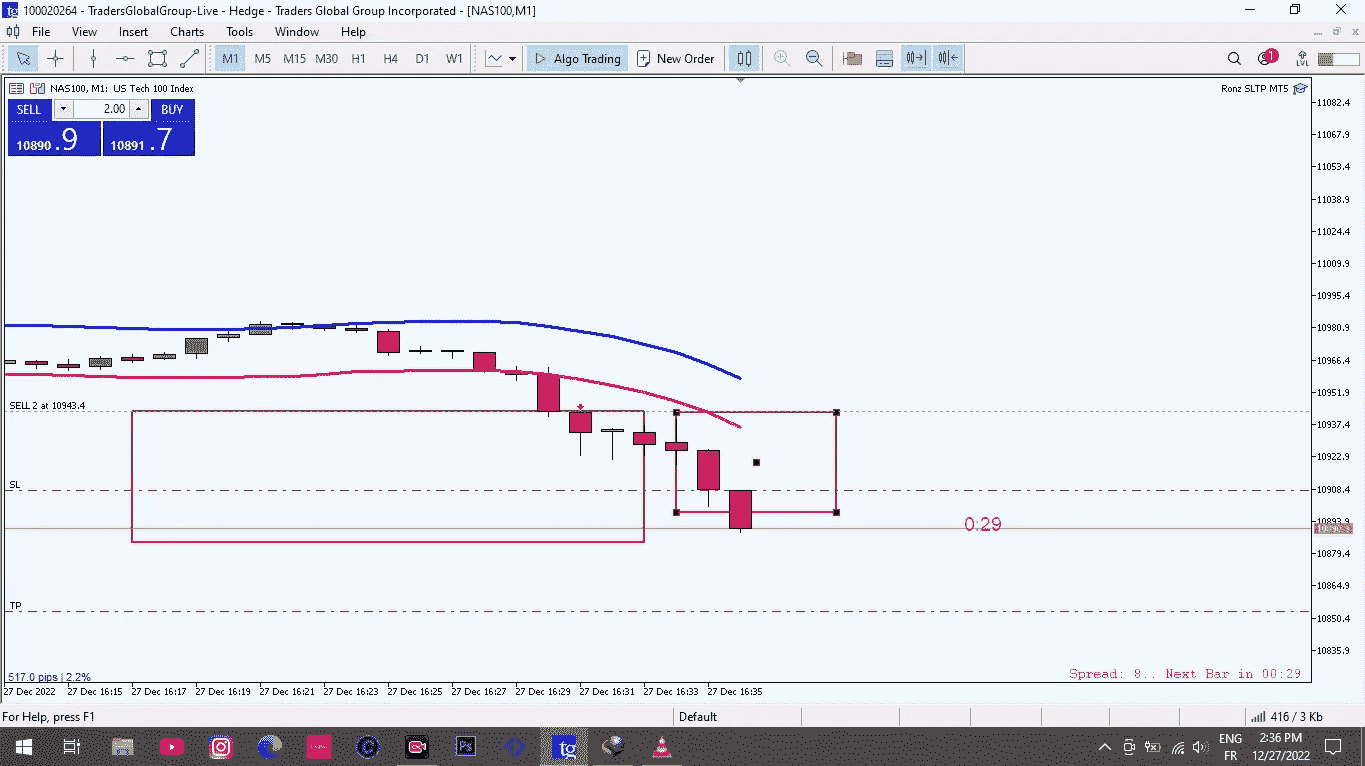 100020264 - TradersGlobalGroup-Live - Hedge - Traders Global Group Incorporated - [NAS100,M1]
File View Insert Charts Tools Window Help
M1 M5 M15 M30 H1 H4 D1 W1 Algo Trading New Order 1
NAS100, M1: US Tech 100 Index
Ronz SLTP MT5
SELL 2.00 BUY
10890 .9 10891 .7
11082.4
11067.9
11053.4
11038.9
11024.4
11009.9
10995.4
10980.9
10966.4
10951.9
SELL 2 at 10943.4
10937.4
10922.9
SL
10908.4
10893.9
0:29
10879.4
10864.9
TP
10850.4
10835.9
Spread: 8.. Next Bar in 00:29
517.0 pips | 2.2%
27 Dec 2022 27 Dec 16:15 27 Dec 16:17 27 Dec 16:19 27 Dec 16:21 27 Dec 16:23 27 Dec 16:25 27 Dec 16:27 27 Dec 16:29 27 Dec 16:31 27 Dec 16:33 27 Dec 16:35
For Help, press F1 Default 416 / 3 Kb
Ps tg
ENG 2:36 PM
FR 12/27/2022